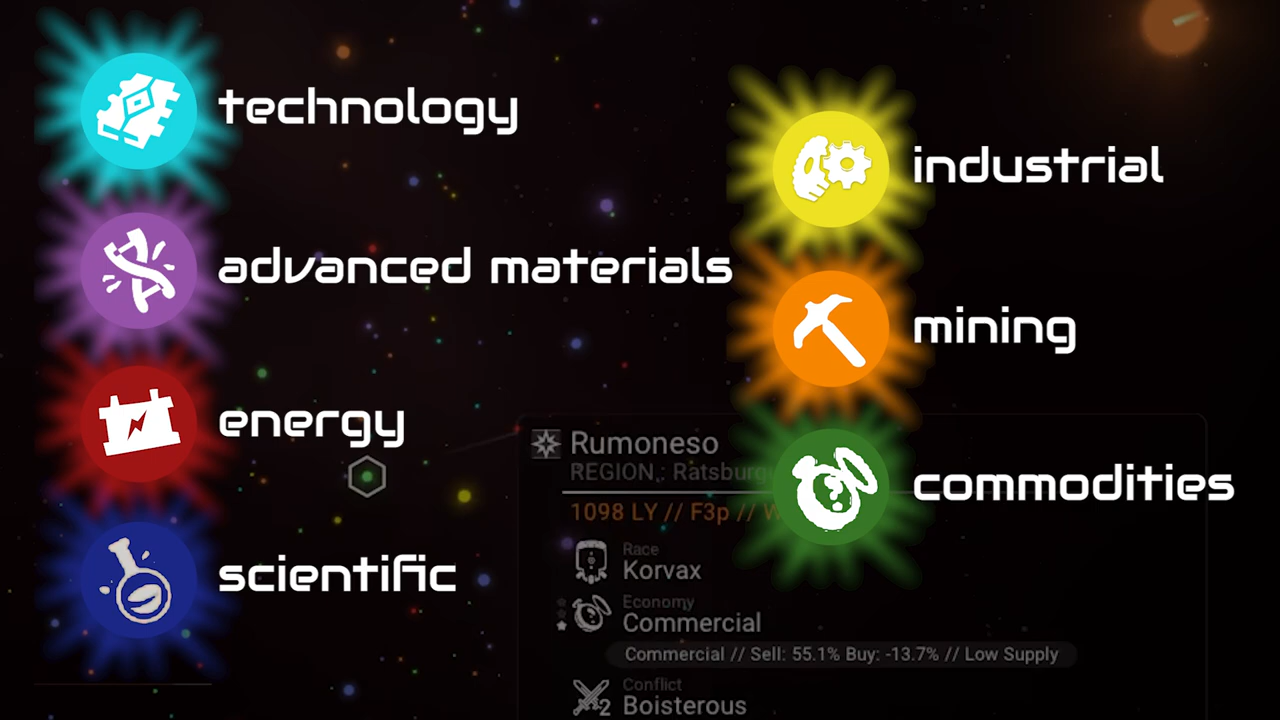 technology
advanced materials
energy
scientific
industrial
mining
commodities
Rumoneso
REGION : Ratsburg
1098 LY // F3p //
Race
Korvax
Economy
Commercial
Commercial // Sell: 55.1% Buy: -13.7% // Low Supply
Conflict
2 Boisterous